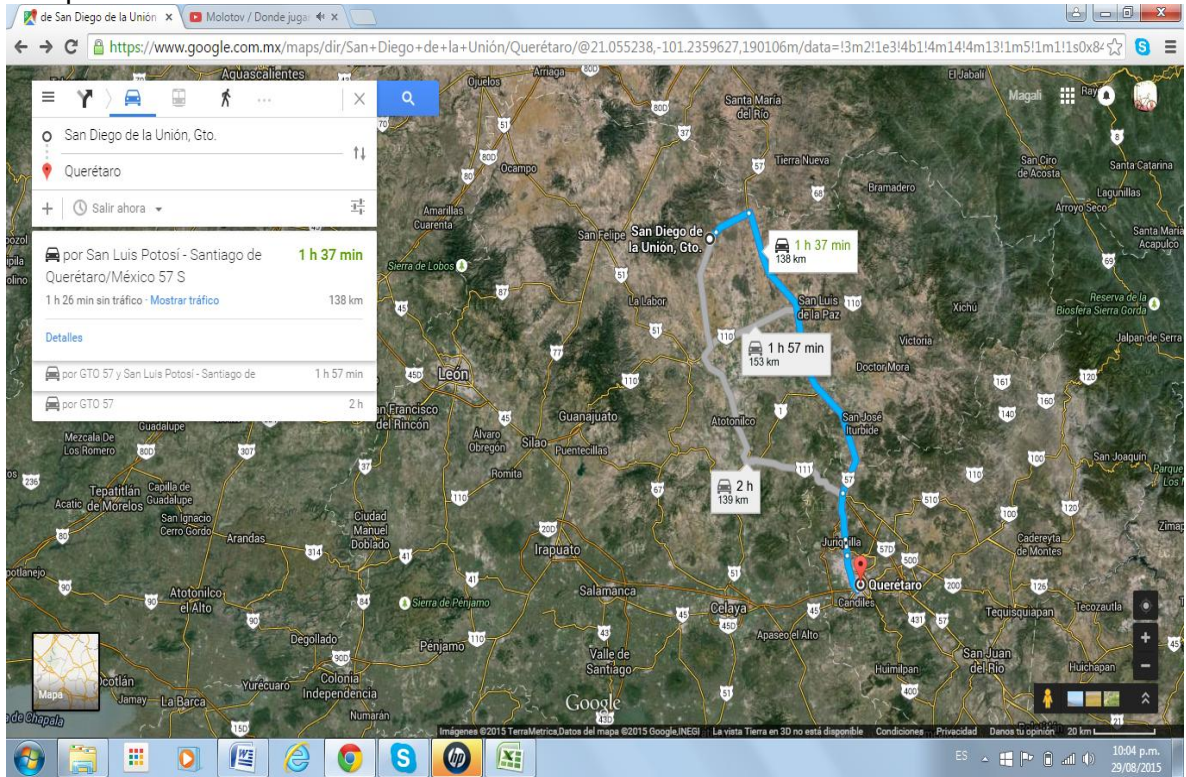 de San Diego de la Unión
Molotov / Donde juga
https://www.google.com.mx/maps/dir/San+Diego+de+la+Unión/Querétaro/@21.055238,-101.2359627,190106m/data=
San Diego de la Unión, Gto.
Querétaro
Salir ahora
por San Luis Potosí - Santiago de Querétaro/México 57 S
1 h 37 min
1 h 26 min sin tráfico · Mostrar tráfico
138 km
Detalles
por GTO 57 y San Luis Potosí - Santiago de
1 h 57 min
por GTO 57
2 h
Magali
Aguascalientes
Ojuelos
Arriaga
El Jabalí
Santa María del Río
Ocampo
Tierra Nueva
San Ciro de Acosta
Santa Catarina
Bramadero
Lagunillas
Arroyo Seco
Amarillas
Cuarenta
San Felipe
San Diego de la Unión, Gto.
1 h 37 min
138 km
Santa María Acapulco
Sierra de Lobos
La Labor
San Luis de la Paz
Xichú
Reserva de la Biosfera Sierra Gorda
1 h 57 min
153 km
Victoria
Jalpan de Serra
León
Doctor Mora
San Francisco del Rincón
Guanajuato
Atotonilco
San José Iturbide
Guadalupe
Mezcala De Los Romero
Álvaro Obregón
Silao
Puentecillas
San Joaquín
Romita
2 h
139 km
Tepatitlán de Morelos
Capilla de Guadalupe
Acatic
San Ignacio Cerro Gordo
Arandas
Ciudad Manuel Doblado
Irapuato
Juriquilla
Cadereyta de Montes
Salamanca
Querétaro
Atotonilco el Alto
Sierra de Pénjamo
Celaya
Candiles
Tequisquiapan
Tecozautla
Apaseo el Alto
Degollado
Pénjamo
Valle de Santiago
San Juan del Río
Huimilpan
Huichapan
Mapa
Ocotlán
Jamay
La Barca
Yurécuaro
Colonia Independencia
Numarán
Google
Imágenes ©2015 TerraMetrics,Datos del mapa ©2015 Google,INEGI
La vista Tierra en 3D no está disponible
Condiciones
Privacidad
Danos tu opinión
20 km
ES
10:04 p.m.
29/08/2015